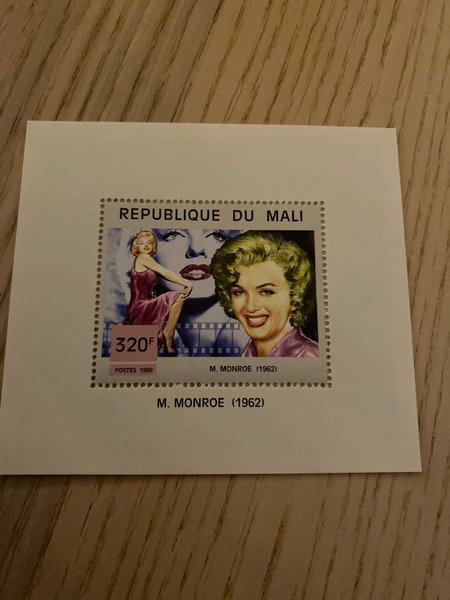 REPUBLIQUE DU MALI
320F
POSTES 1999
M. MONROE (1962)
M. MONROE (1962)